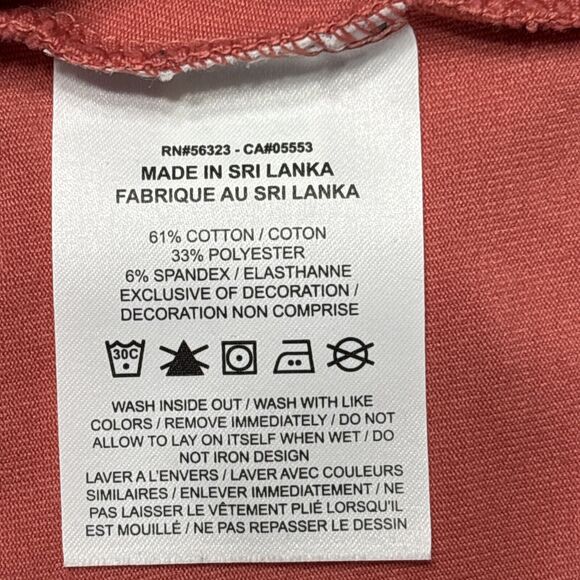 RN#56323 - CA#05553
MADE IN SRI LANKA
FABRIQUE AU SRI LANKA
61% COTTON / COTON
33% POLYESTER
6% SPANDEX / ELASTHANNE
EXCLUSIVE OF DECORATION /
DECORATION NON COMPRISE
30C
WASH INSIDE OUT / WASH WITH LIKE
COLORS / REMOVE IMMEDIATELY / DO NOT
ALLOW TO LAY ON ITSELF WHEN WET / DO
NOT IRON DESIGN
LAVER A L'ENVERS / LAVER AVEC COULEURS
SIMILAIRES / ENLEVER IMMEDIATEMENT / NE
PAS LAISSER LE VÊTEMENT PLIÉ LORSQU'IL
EST MOUILLÉ / NE PAS REPASSER LE DESSIN